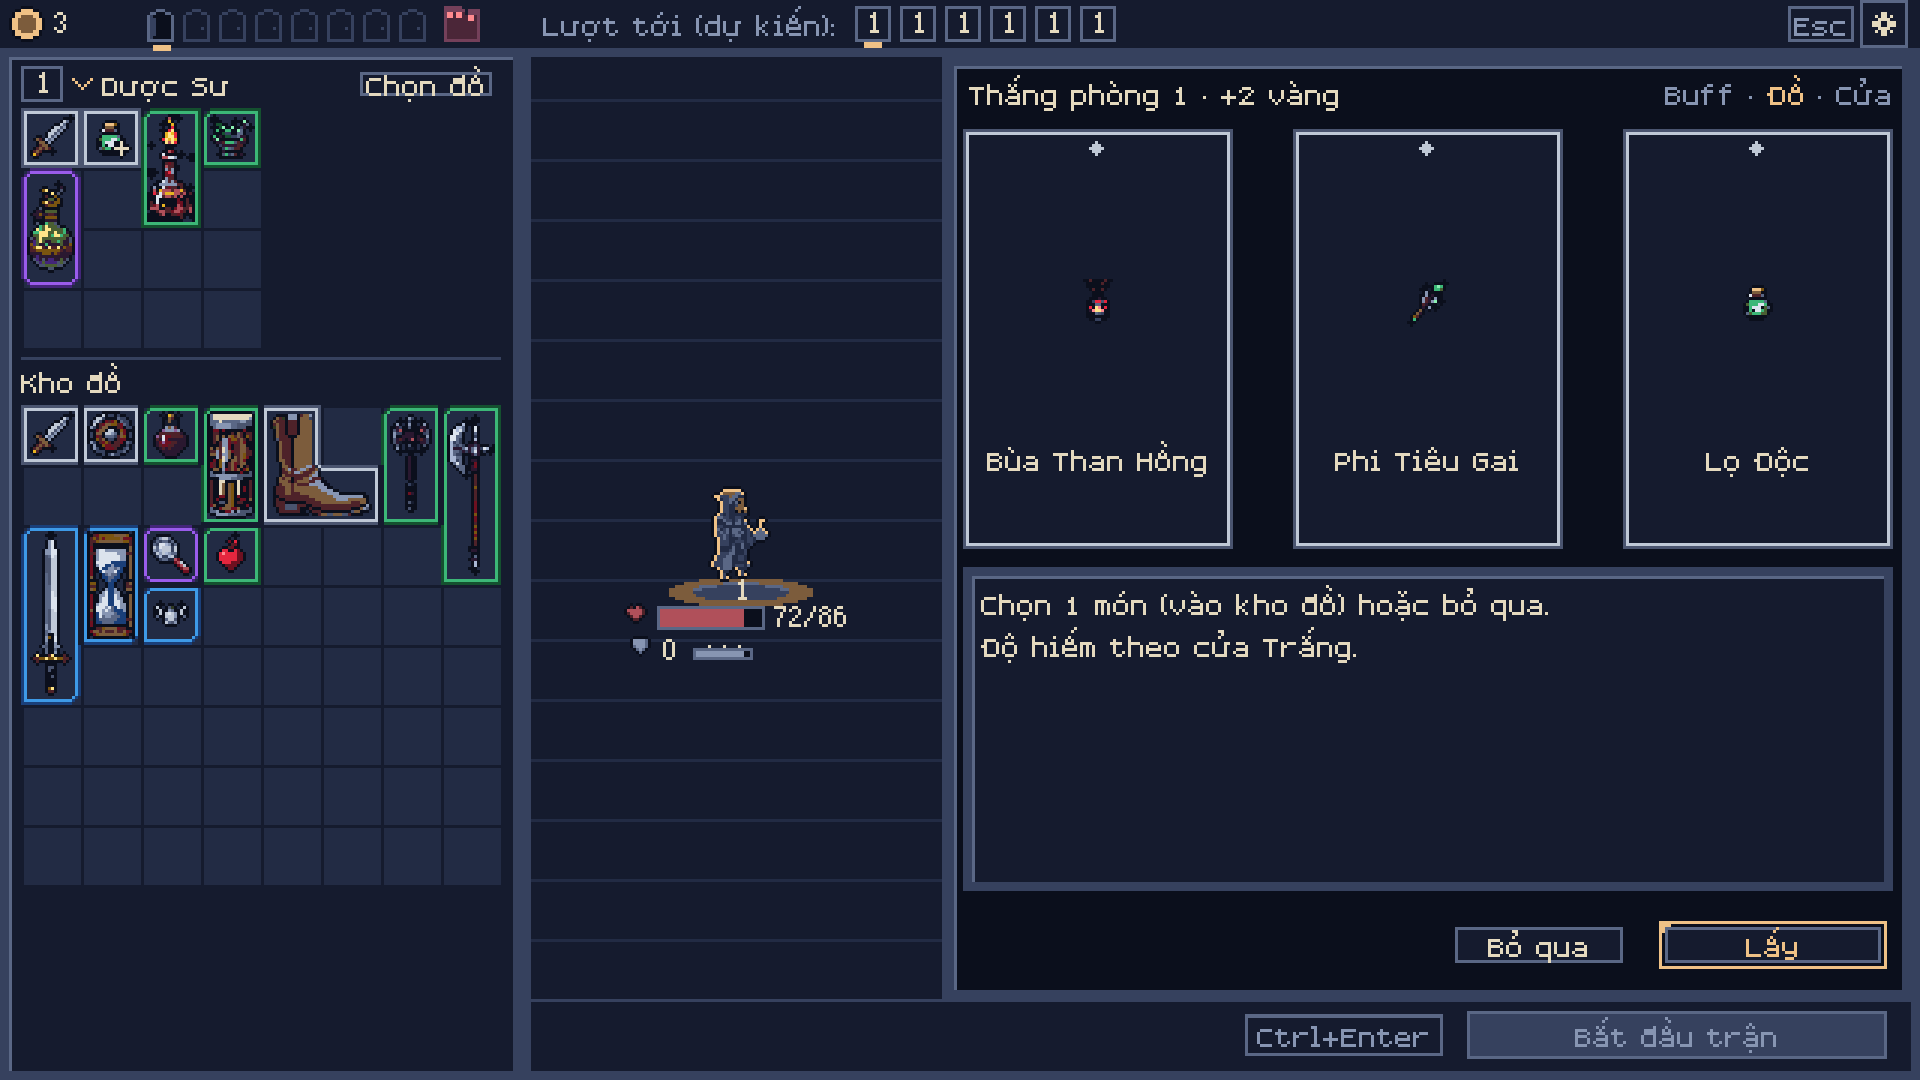 3
Lượt tới (dự kiến): 1 1 1 1 1 1
Esc
1 Dược Sư
Chọn đồ
Kho đồ
1
72/86
0
Thắng phòng 1 · +2 vàng
Buff · Đồ · Cửa
Bùa Than Hồng
Phi Tiêu Gai
Lọ Độc
Chọn 1 món (vào kho đồ) hoặc bỏ qua.
Độ hiếm theo cửa Trắng.
Bỏ qua
Lấy
Ctrl+Enter
Bắt đầu trận